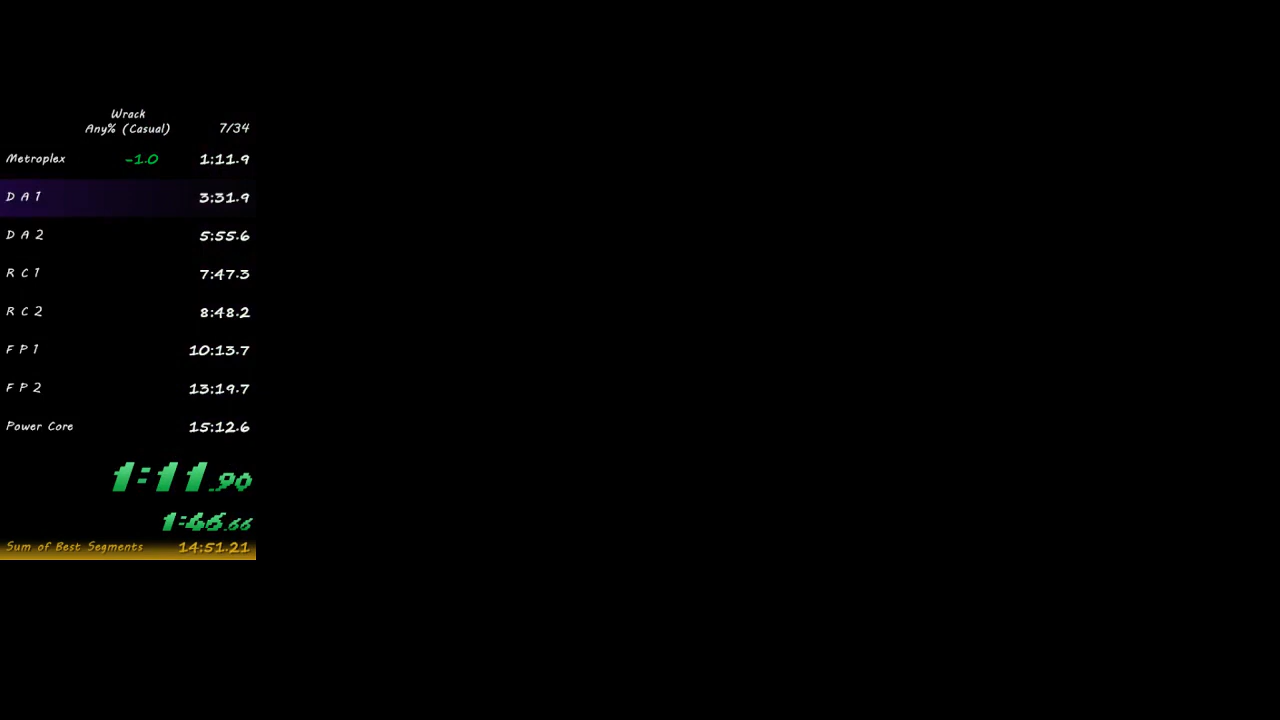 Wrack
Any% (Casual) 7/34
Metroplex -1.0 1:11.9
D A 1 3:31.9
D A 2 5:55.6
R C 1 7:47.3
R C 2 8:48.2
F P 1 10:13.7
F P 2 13:19.7
Power Core 15:12.6
1:11.90
1:46.66
Sum of Best Segments 14:51.21